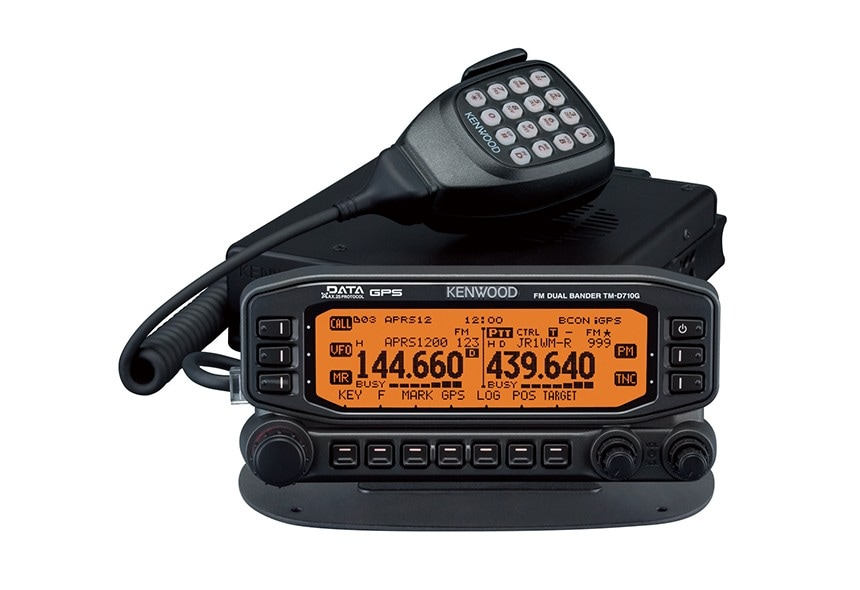 KENWOOD
DATA GPS KENWOOD FM DUAL BANDER TM-D710G
AX.25 PROTOCOL
CALL 03 APRS12 12:00 BCON iGPS
FM PTT CTRL T - FM★
VFO H APRS1200 123 H D JR1WM-R 999 PM
MR 144.660 D 439.640 TNC
BUSY BUSY
KEY F MARK GPS LOG POS TARGET